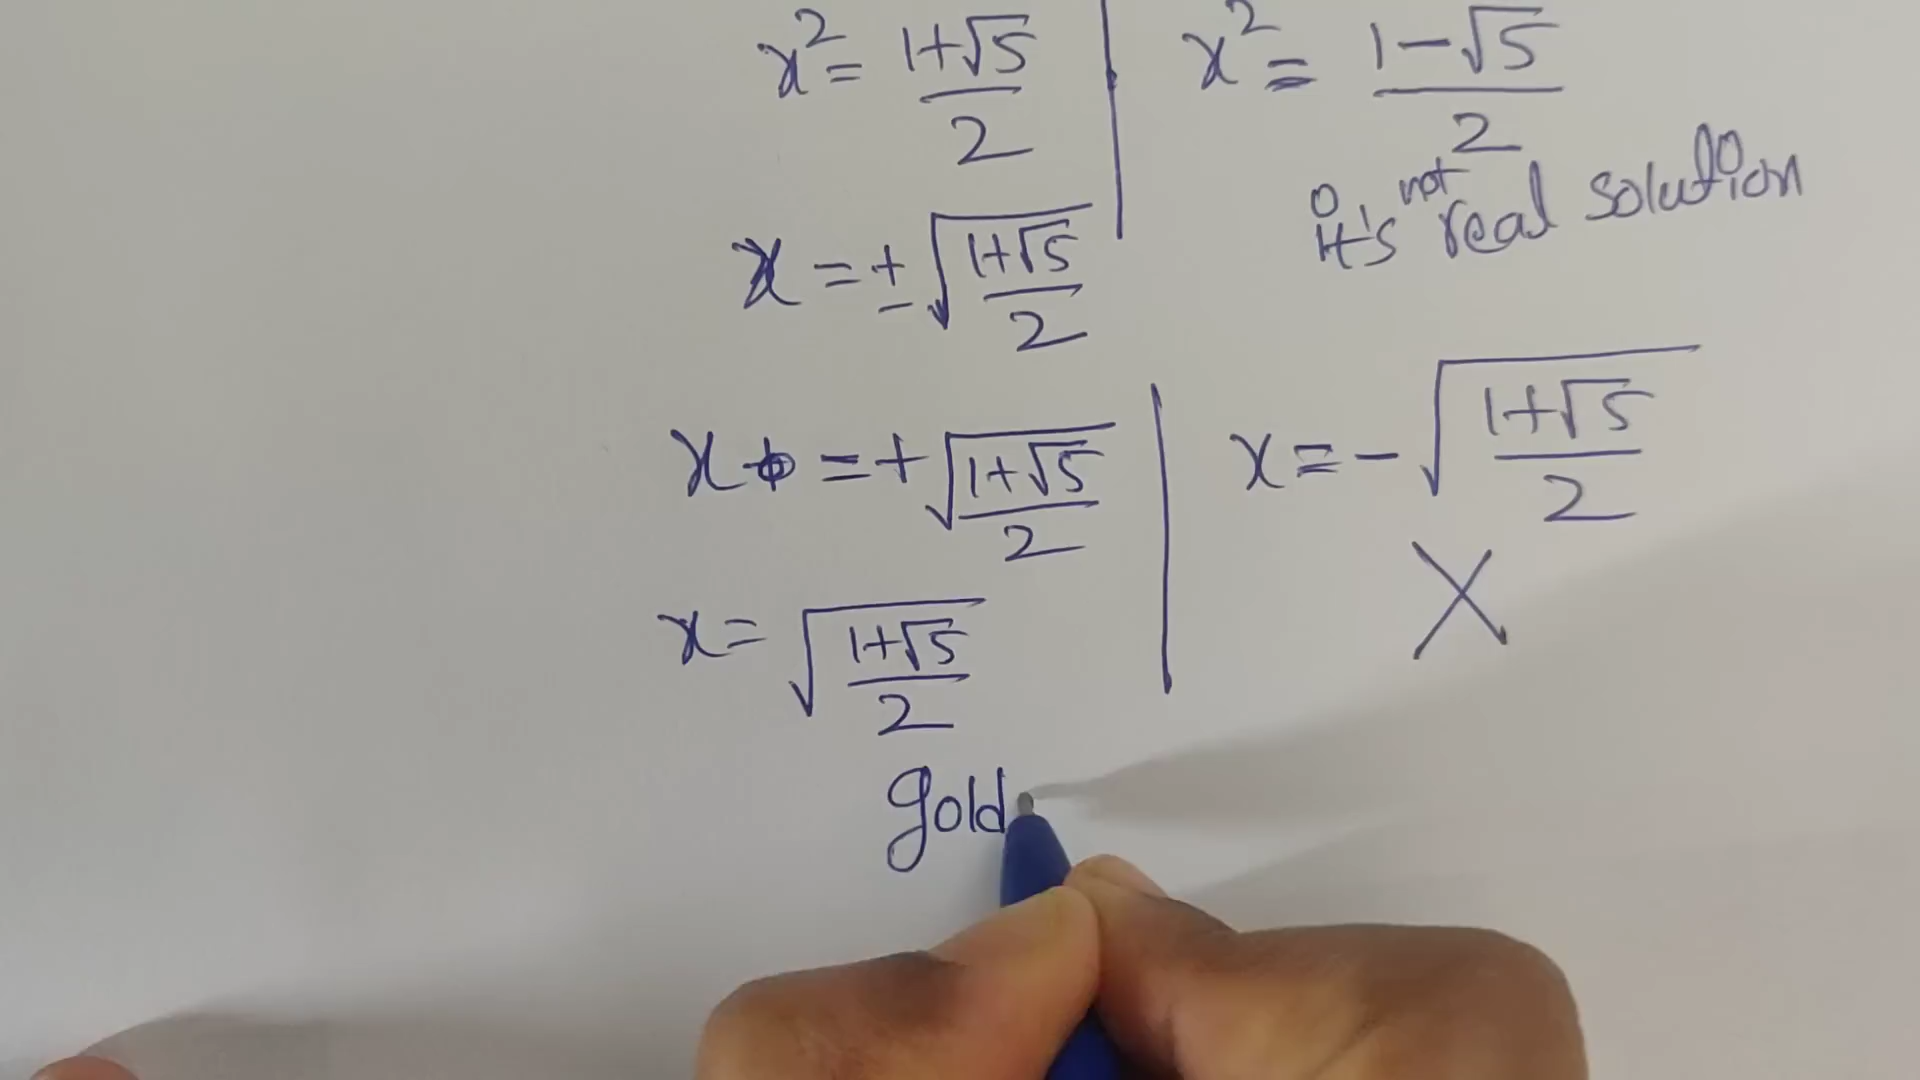 x² = (1+√5)/2 | x² = (1-√5)/2
it's not real solution
x = ± √((1+√5)/2)
x = + √((1+√5)/2) | x = - √((1+√5)/2)
x = √((1+√5)/2) X
gold